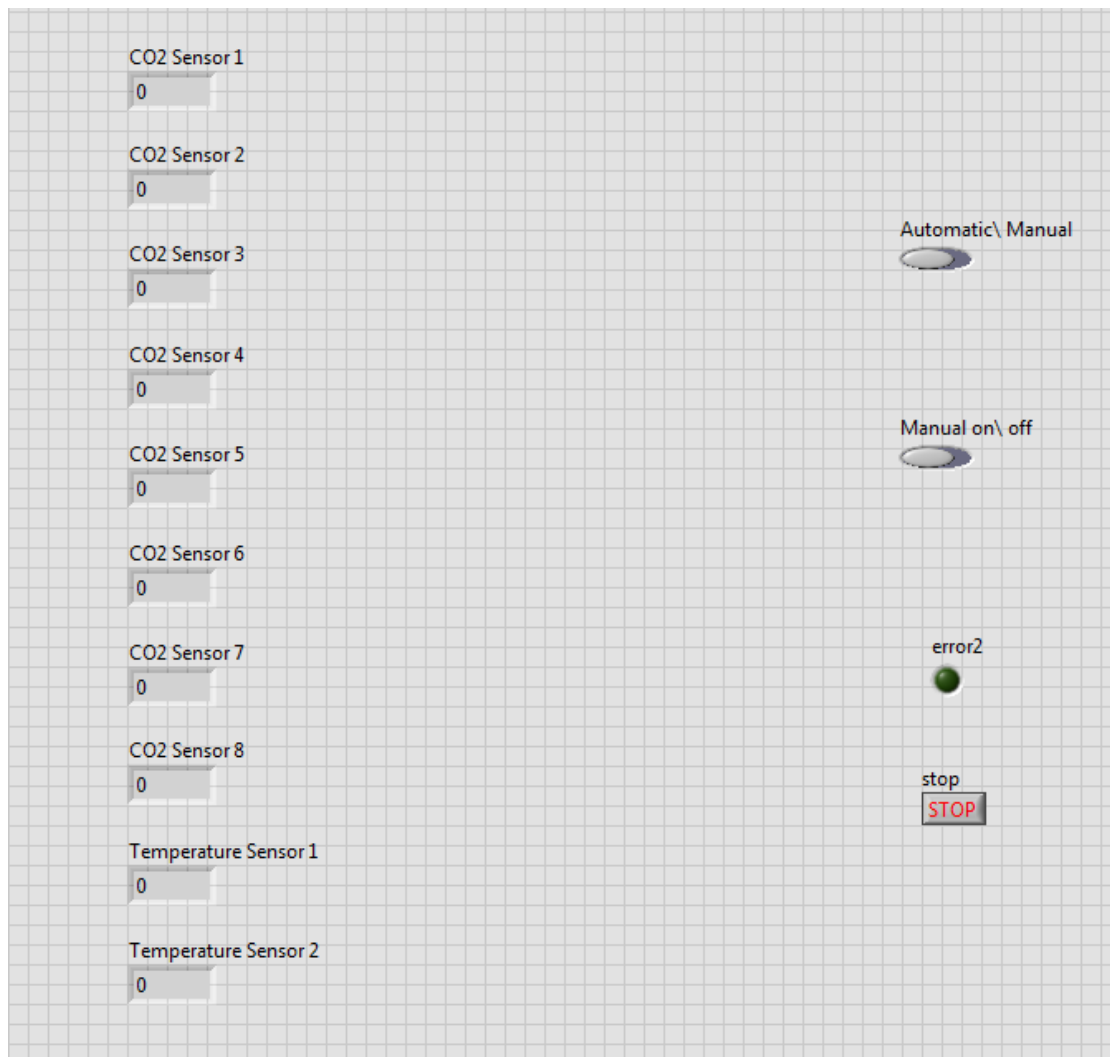 CO2 Sensor 1
0
CO2 Sensor 2
0
CO2 Sensor 3
0
CO2 Sensor 4
0
CO2 Sensor 5
0
CO2 Sensor 6
0
CO2 Sensor 7
0
CO2 Sensor 8
0
Temperature Sensor 1
0
Temperature Sensor 2
0
Automatic\ Manual
Manual on\ off
error2
stop
STOP